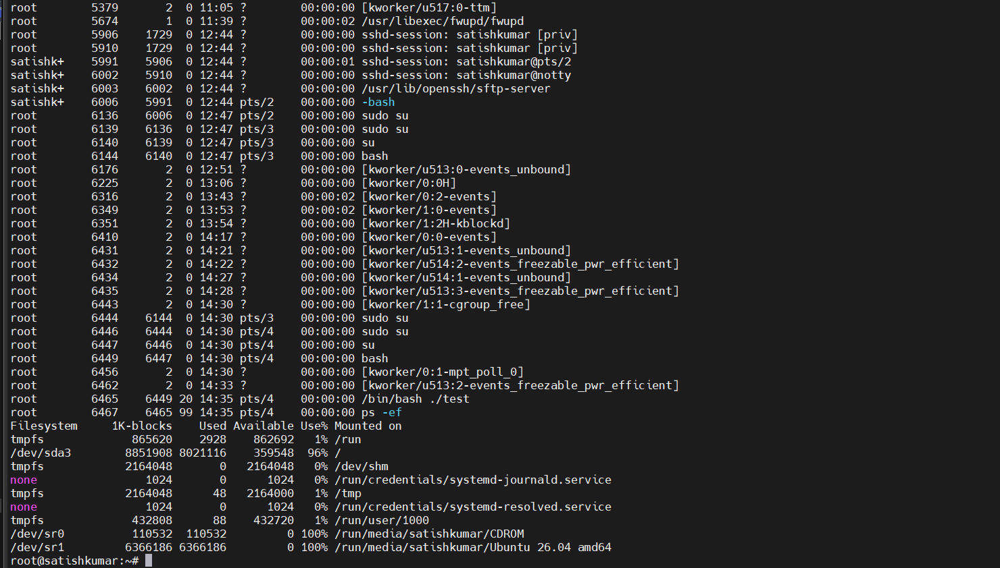 root        5379       2  0 11:05 ?        00:00:00 [kworker/u517:0-ttm]
root        5674       1  0 11:39 ?        00:00:02 /usr/libexec/fwupd/fwupd
root        5906    1729  0 12:44 ?        00:00:00 sshd-session: satishkumar [priv]
root        5910    1729  0 12:44 ?        00:00:00 sshd-session: satishkumar [priv]
satishk+    5991    5906  0 12:44 ?        00:00:01 sshd-session: satishkumar@pts/2
satishk+    6002    5910  0 12:44 ?        00:00:00 sshd-session: satishkumar@notty
satishk+    6003    6002  0 12:44 ?        00:00:00 /usr/lib/openssh/sftp-server
satishk+    6006    5991  0 12:44 pts/2    00:00:00 -bash
root        6136    6006  0 12:47 pts/2    00:00:00 sudo su
root        6139    6136  0 12:47 pts/3    00:00:00 sudo su
root        6140    6139  0 12:47 pts/3    00:00:00 su
root        6144    6140  0 12:47 pts/3    00:00:00 bash
root        6176       2  0 12:51 ?        00:00:00 [kworker/u513:0-events_unbound]
root        6225       2  0 13:06 ?        00:00:00 [kworker/0:0H]
root        6316       2  0 13:43 ?        00:00:02 [kworker/0:2-events]
root        6349       2  0 13:53 ?        00:00:02 [kworker/1:0-events]
root        6351       2  0 13:54 ?        00:00:00 [kworker/1:2H-kblockd]
root        6410       2  0 14:17 ?        00:00:00 [kworker/0:0-events]
root        6431       2  0 14:21 ?        00:00:00 [kworker/u513:1-events_unbound]
root        6432       2  0 14:22 ?        00:00:00 [kworker/u514:2-events_freezable_pwr_efficient]
root        6434       2  0 14:27 ?        00:00:00 [kworker/u514:1-events_unbound]
root        6435       2  0 14:28 ?        00:00:00 [kworker/u513:3-events_freezable_pwr_efficient]
root        6443       2  0 14:30 ?        00:00:00 [kworker/1:1-cgroup_free]
root        6444    6144  0 14:30 pts/3    00:00:00 sudo su
root        6446    6444  0 14:30 pts/4    00:00:00 sudo su
root        6447    6446  0 14:30 pts/4    00:00:00 su
root        6449    6447  0 14:30 pts/4    00:00:00 bash
root        6456       2  0 14:30 ?        00:00:00 [kworker/0:1-mpt_poll_0]
root        6462       2  0 14:33 ?        00:00:00 [kworker/u513:2-events_freezable_pwr_efficient]
root        6465    6449 20 14:35 pts/4    00:00:00 /bin/bash ./test
root        6467    6465 99 14:35 pts/4    00:00:00 ps -ef
Filesystem     1K-blocks    Used Available Use% Mounted on
tmpfs             865620    2928    862692   1% /run
/dev/sda3        8851908 8021116    359548  96% /
tmpfs            2164048       0   2164048   0% /dev/shm
none                1024       0      1024   0% /run/credentials/systemd-journald.service
tmpfs            2164048      48   2164000   1% /tmp
none                1024       0      1024   0% /run/credentials/systemd-resolved.service
tmpfs             432808      88    432720   1% /run/user/1000
/dev/sr0          110532  110532         0 100% /run/media/satishkumar/CDROM
/dev/sr1         6366186 6366186         0 100% /run/media/satishkumar/Ubuntu 26.04 amd64
root@satishkumar:~#